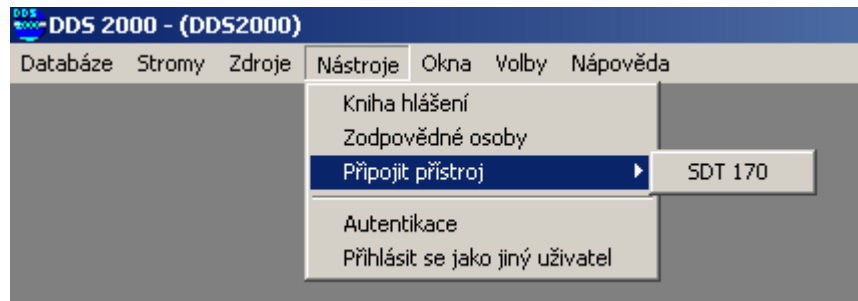 DDS 2000 - (DDS2000)
Databáze Stromy Zdroje Nástroje Okna Volby Nápověda
Kniha hlášení
Zodpovědné osoby
Připojit přístroj SDT 170
Autentikace
Přihlásit se jako jiný uživatel